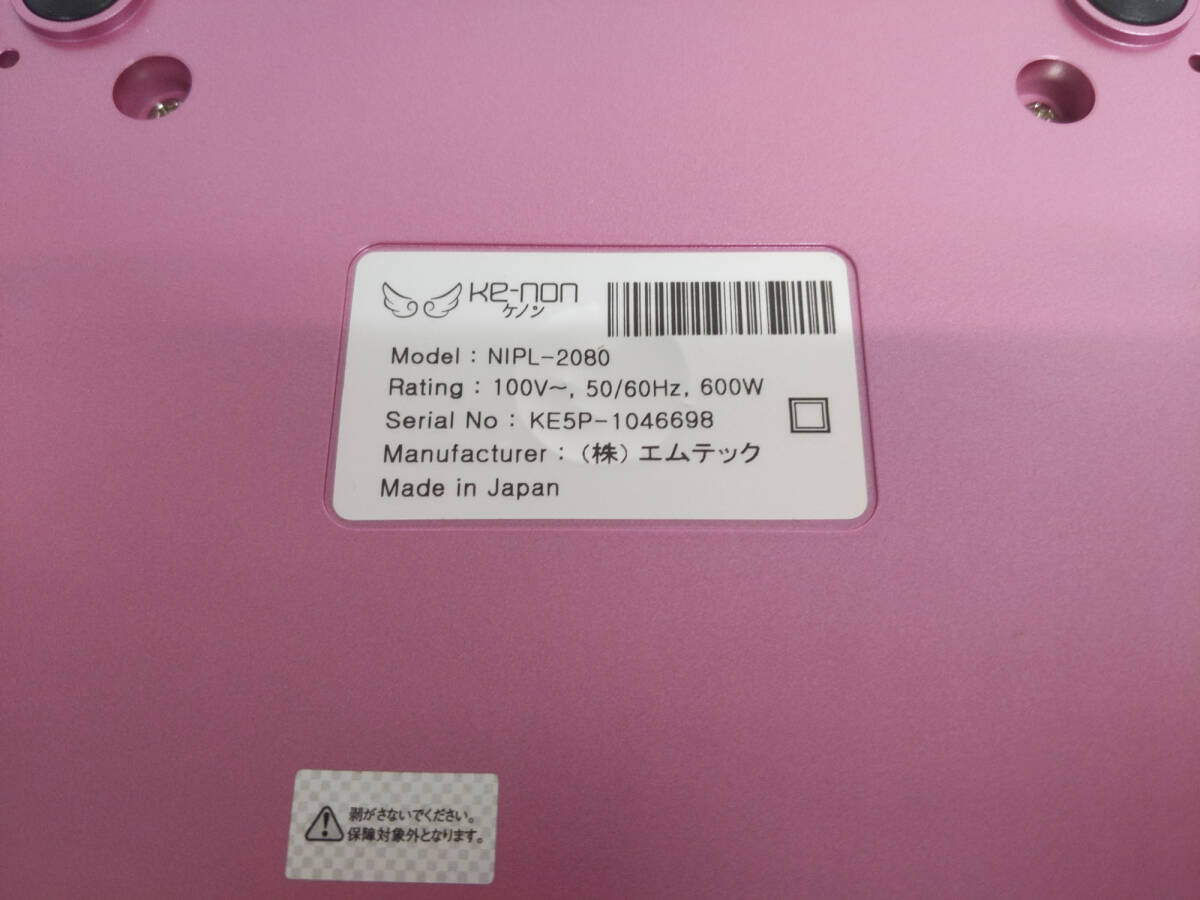 Ke-non
ケノン
Model : NIPL-2080
Rating : 100V~, 50/60Hz, 600W
Serial No : KE5P-1046698
Manufacturer : (株) エムテック
Made in Japan
剥がさないでください。
保障対象外となります。